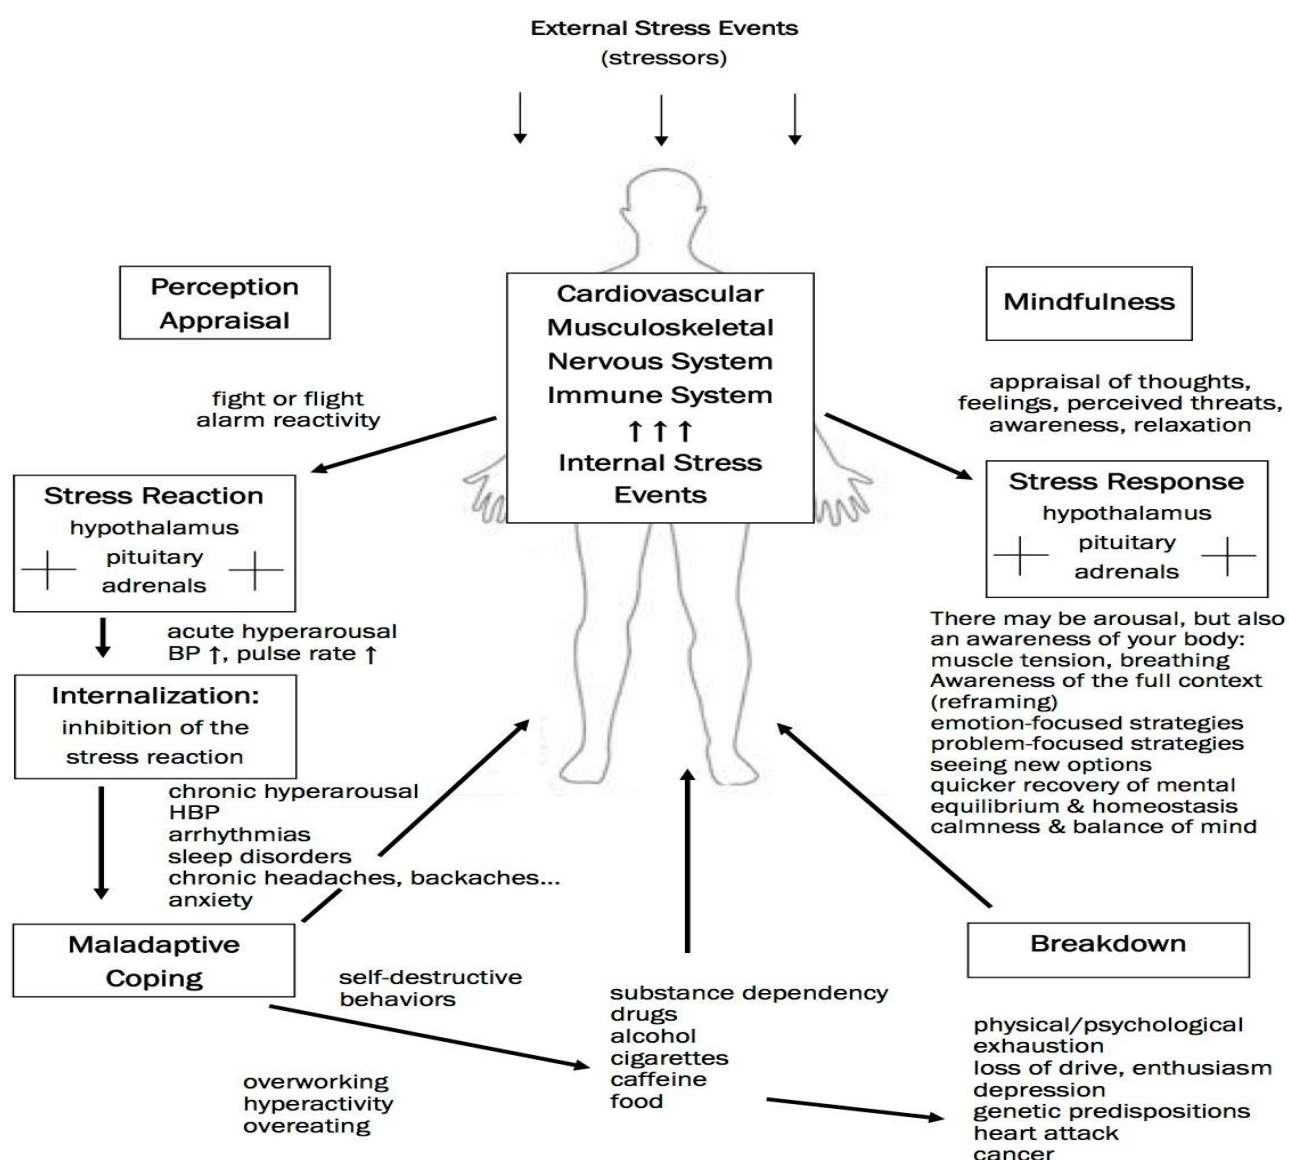 External Stress Events
(stressors)
Perception
Appraisal
Cardiovascular
Musculoskeletal
Nervous System
Immune System
↑ ↑ ↑
Internal Stress
Events
Mindfulness
fight or flight
alarm reactivity
appraisal of thoughts,
feelings, perceived threats,
awareness, relaxation
Stress Reaction
hypothalamus
pituitary
adrenals
Stress Response
hypothalamus
pituitary
adrenals
acute hyperarousal
BP ↑, pulse rate ↑
Internalization:
inhibition of the
stress reaction
There may be arousal, but also
an awareness of your body:
muscle tension, breathing
Awareness of the full context
(reframing)
emotion-focused strategies
problem-focused strategies
seeing new options
quicker recovery of mental
equilibrium & homeostasis
calmness & balance of mind
chronic hyperarousal
HBP
arrhythmias
sleep disorders
chronic headaches, backaches...
anxiety
Maladaptive
Coping
self-destructive
behaviors
overworking
hyperactivity
overeating
substance dependency
drugs
alcohol
cigarettes
caffeine
food
Breakdown
physical/psychological
exhaustion
loss of drive, enthusiasm
depression
genetic predispositions
heart attack
cancer